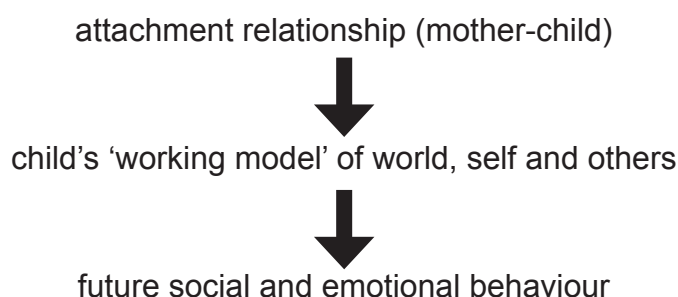 attachment relationship (mother-child)
child’s ‘working model’ of world, self and others
future social and emotional behaviour